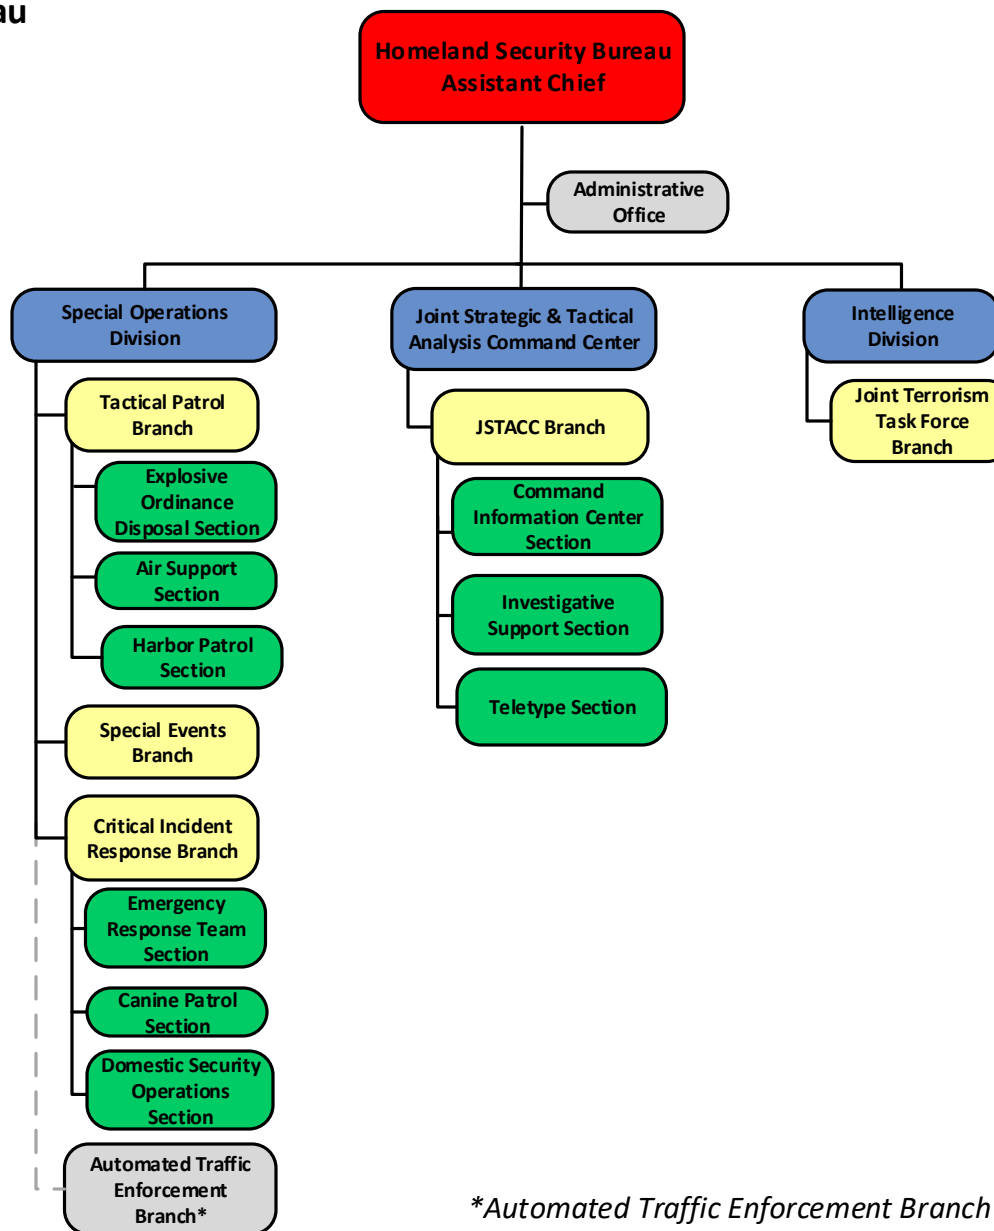 au
Homeland Security Bureau
Assistant Chief
Administrative
Office
Special Operations
Division
Joint Strategic & Tactical
Analysis Command Center
Intelligence
Division
Tactical Patrol
Branch
Explosive
Ordinance
Disposal Section
Air Support
Section
Harbor Patrol
Section
Special Events
Branch
Critical Incident
Response Branch
Emergency
Response Team
Section
Canine Patrol
Section
Domestic Security
Operations
Section
Automated Traffic
Enforcement
Branch*
JSTACC Branch
Command
Information Center
Section
Investigative
Support Section
Teletype Section
Joint Terrorism
Task Force
Branch
*Automated Traffic Enforcement Branch